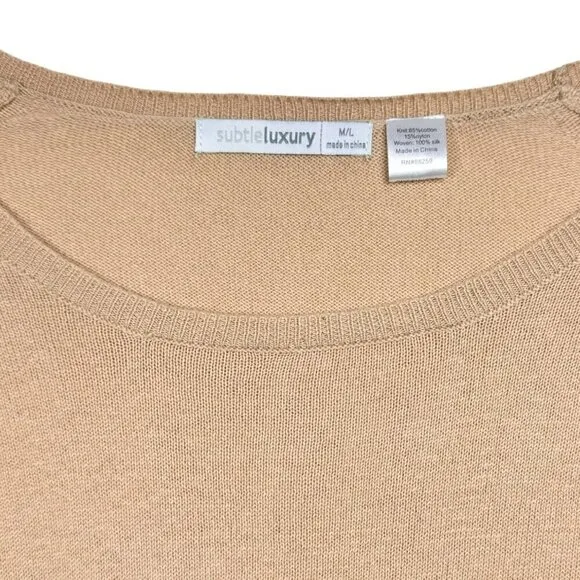 subtleluxury
M/L
made in china
Knit:85%cotton
15%nylon
Woven: 100% silk
Made in China